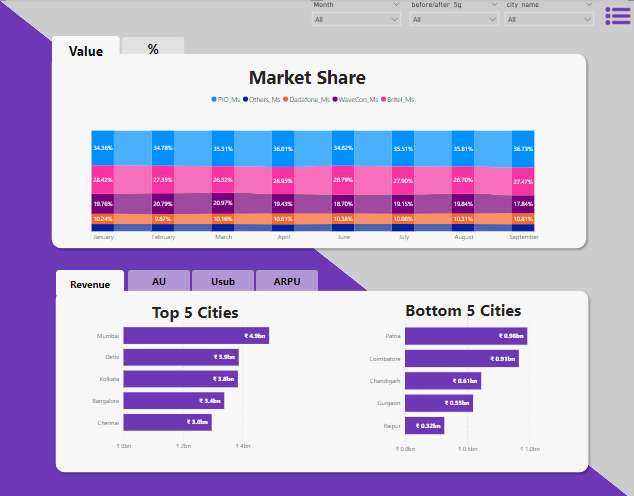 Month before/after_5g city_name
All All All
Value %
Market Share
PIO_Ms Others_Ms Dadafone_Ms WaveCon_Ms Britel_Ms
34.36% 34.78% 35.31% 36.01% 34.82% 35.51% 35.81% 36.73%
28.42% 27.35% 26.32% 26.95% 28.79% 27.90% 26.70% 27.47%
19.76% 20.79% 20.97% 19.43% 18.70% 19.15% 19.84% 17.84%
10.24% 9.87% 10.16% 10.61% 10.38% 10.08% 10.31% 10.81%
January February March April June July August September
Revenue AU Usub ARPU
Top 5 Cities
Mumbai ₹ 4.9bn
Delhi ₹ 3.9bn
Kolkata ₹ 3.8bn
Bangalore ₹ 3.4bn
Chennai ₹ 3.0bn
₹ 0bn ₹ 2bn ₹ 4bn
Bottom 5 Cities
Patna ₹ 0.98bn
Coimbatore ₹ 0.91bn
Chandigarh ₹ 0.61bn
Gurgaon ₹ 0.55bn
Raipur ₹ 0.32bn
₹ 0.0bn ₹ 0.5bn ₹ 1.0bn